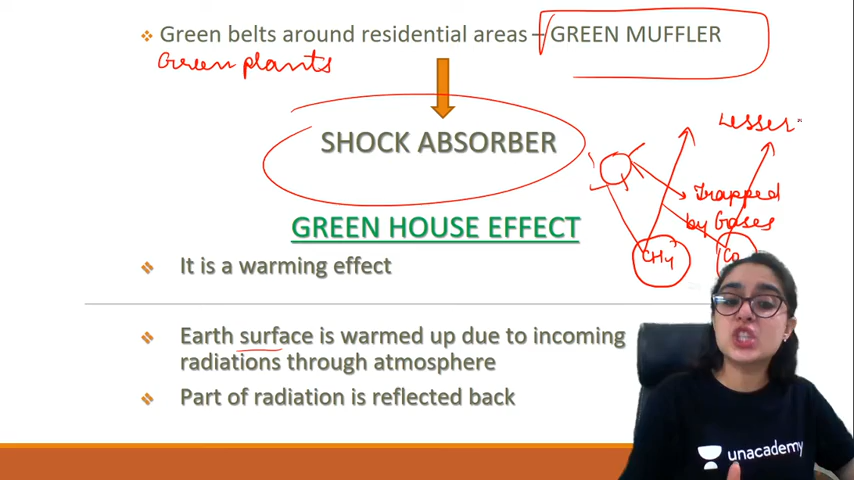 Green belts around residential areas – GREEN MUFFLER
Green plants
SHOCK ABSORBER
Lesser
Trapped
by Gases
GREEN HOUSE EFFECT
CH4
Co
It is a warming effect
Earth surface is warmed up due to incoming
radiations through atmosphere
Part of radiation is reflected back
unacademy